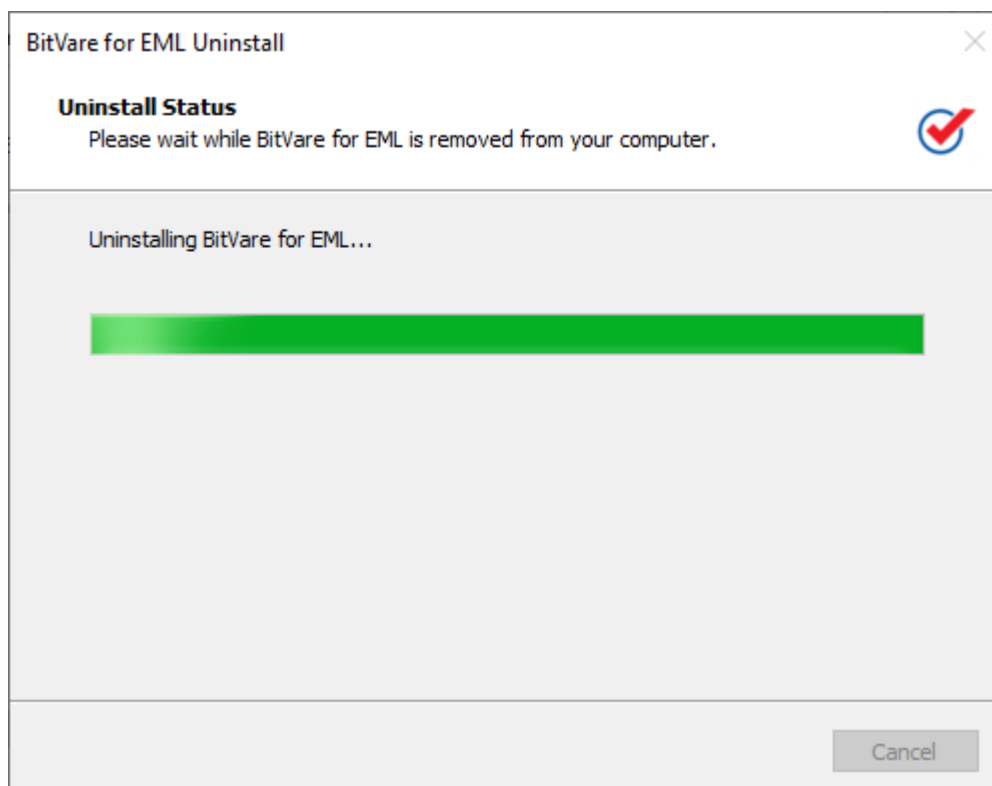 BitVare for EML Uninstall
Uninstall Status
Please wait while BitVare for EML is removed from your computer.
Uninstalling BitVare for EML...
Cancel